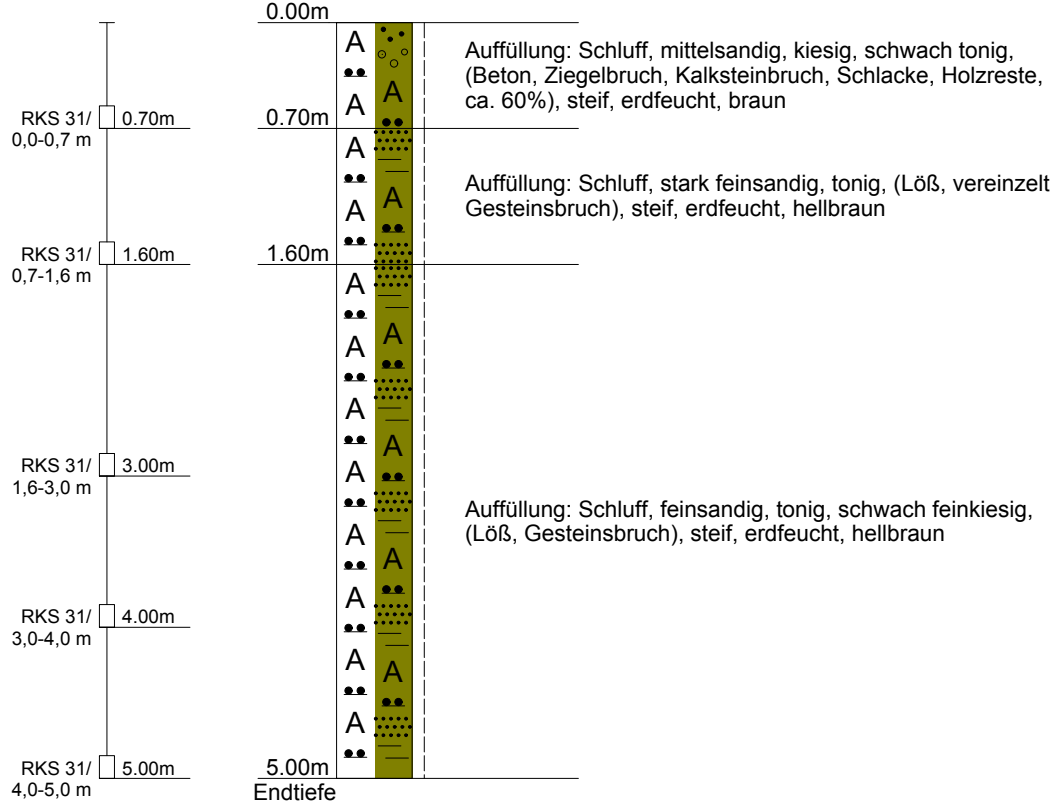 0.00m
A
A
A
A
Auffüllung: Schluff, mittelsandig, kiesig, schwach tonig,
(Beton, Ziegelbruch, Kalksteinbruch, Schlacke, Holzreste,
ca. 60%), steif, erdfeucht, braun
RKS 31/
0,0-0,7 m
0.70m
0.70m
A
A
A
Auffüllung: Schluff, stark feinsandig, tonig, (Löß, vereinzelt
Gesteinsbruch), steif, erdfeucht, hellbraun
RKS 31/
0,7-1,6 m
1.60m
1.60m
A
A
A
A
A
A
A
A
A
A
A
A
RKS 31/
1,6-3,0 m
3.00m
Auffüllung: Schluff, feinsandig, tonig, schwach feinkiesig,
(Löß, Gesteinsbruch), steif, erdfeucht, hellbraun
RKS 31/
3,0-4,0 m
4.00m
RKS 31/
4,0-5,0 m
5.00m
5.00m
Endtiefe